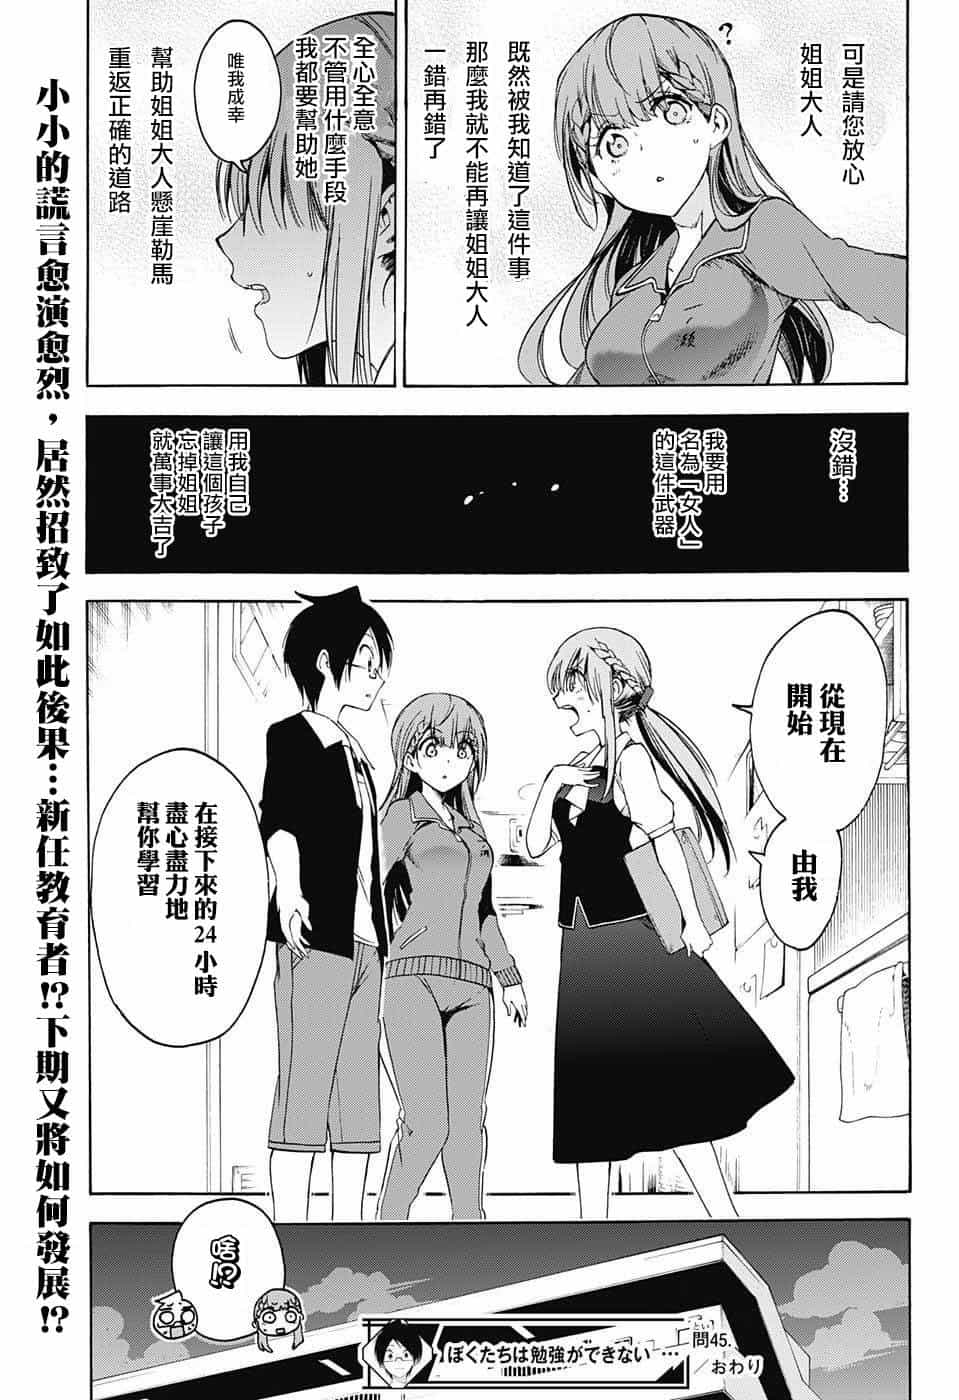 可是請您放心
姐姐大人
?
既然被我知道了這件事
那麼我就不能再讓姐姐大人
一錯再錯了
全心全意
不管用什麼手段
我都要幫助她
唯我成幸
幫助姐姐大人懸崖勒馬
重返正確的道路
沒錯…
我要用
名為「女人」
的這件武器
用我自己
讓這個孩子
忘掉姐姐
就萬事大吉了
從現在
開始
由我
在接下來的24小時
盡心盡力地
幫你學習
啥!?
問45.
とい
ぼくたちは勉強ができない …
／おわり
小小的謊言愈演愈烈，居然招致了如此後果…新任教育者!?下期又將如何發展!?